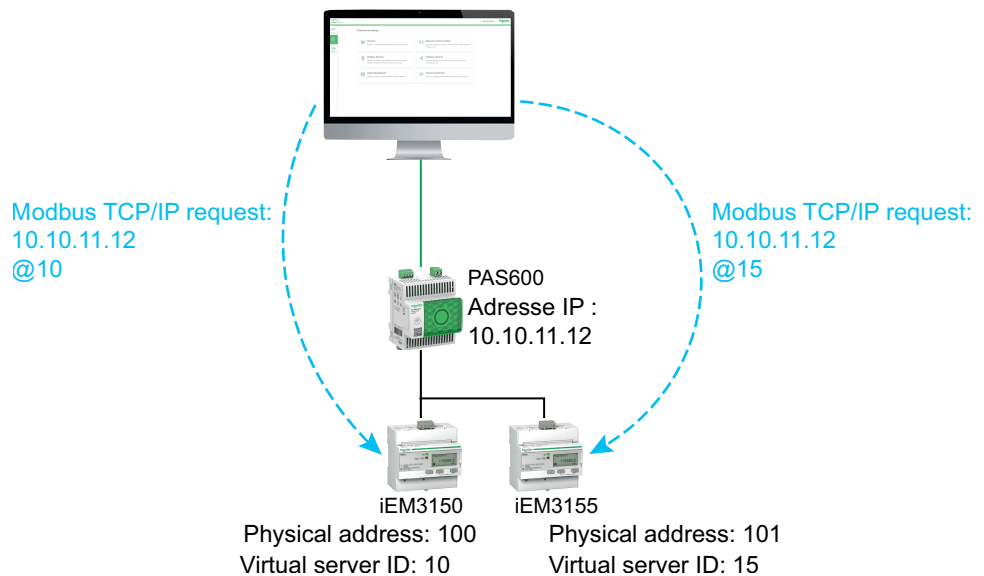 Modbus TCP/IP request:
10.10.11.12
@10
Modbus TCP/IP request:
10.10.11.12
@15
PAS600
Adresse IP :
10.10.11.12
iEM3150
Physical address: 100
Virtual server ID: 10
iEM3155
Physical address: 101
Virtual server ID: 15